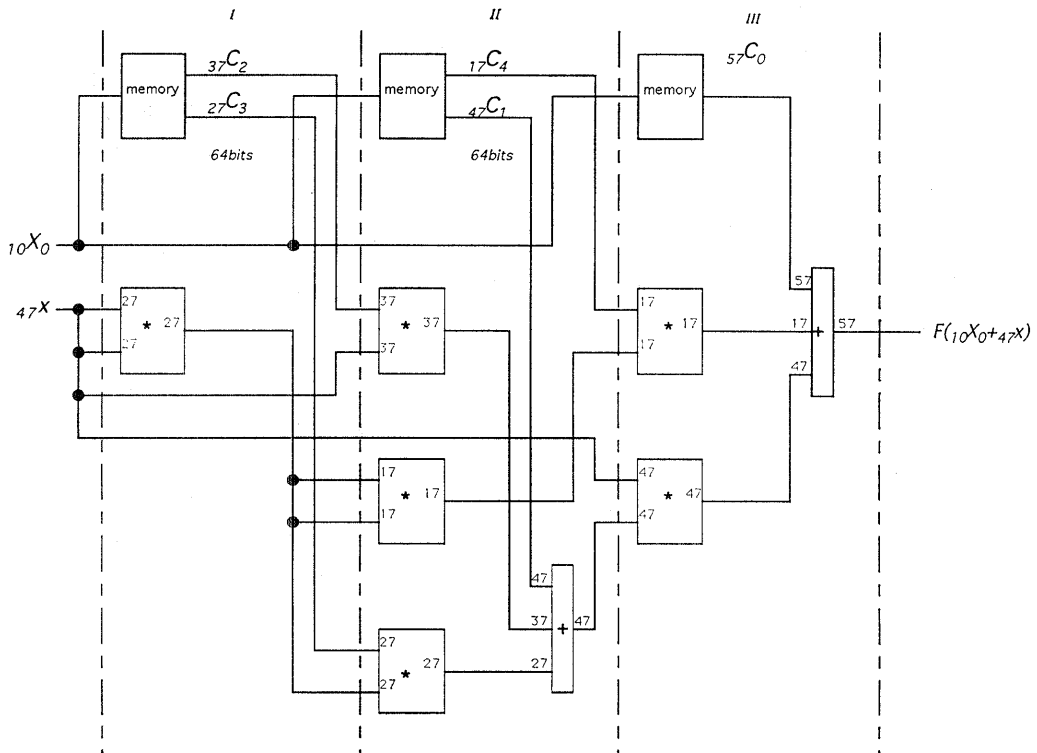 I II III
37C2 17C4 57C0
memory memory memory
27C3 47C1
64bits 64bits
10X0
47x
27 37 17 57
* 27 * 37 * 17 17 + 57 F(10X0+47x)
27 37 17
47
17 47
* 17 * 47
17 47
47
27 37 + 47
* 27 27
27